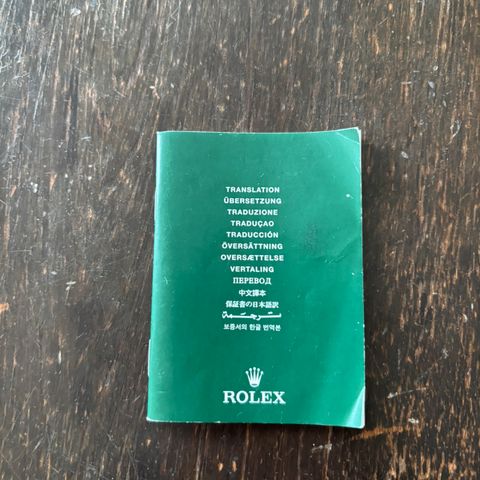 TRANSLATION
ÜBERSETZUNG
TRADUZIONE
TRADUÇAO
TRADUCCIÓN
ÖVERSÄTTNING
OVERSÆTTELSE
VERTALING
ПЕРЕВОД
中文譯本
保証書の日本語訳
ترجمة
보증서의 한글 번역본
ROLEX